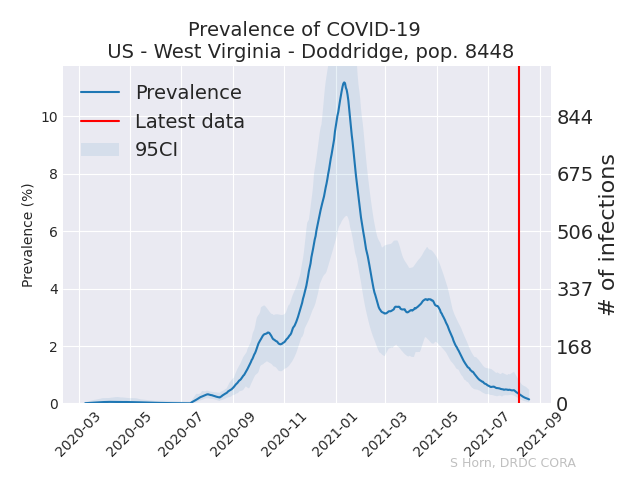 Prevalence of COVID-19
US - West Virginia - Doddridge, pop. 8448
Prevalence
Latest data
95CI
Prevalence (%)
10
8
6
4
2
0
844
675
506
337
168
0
# of infections
2020-03
2020-05
2020-07
2020-09
2020-11
2021-01
2021-03
2021-05
2021-07
2021-09
S Horn, DRDC CORA